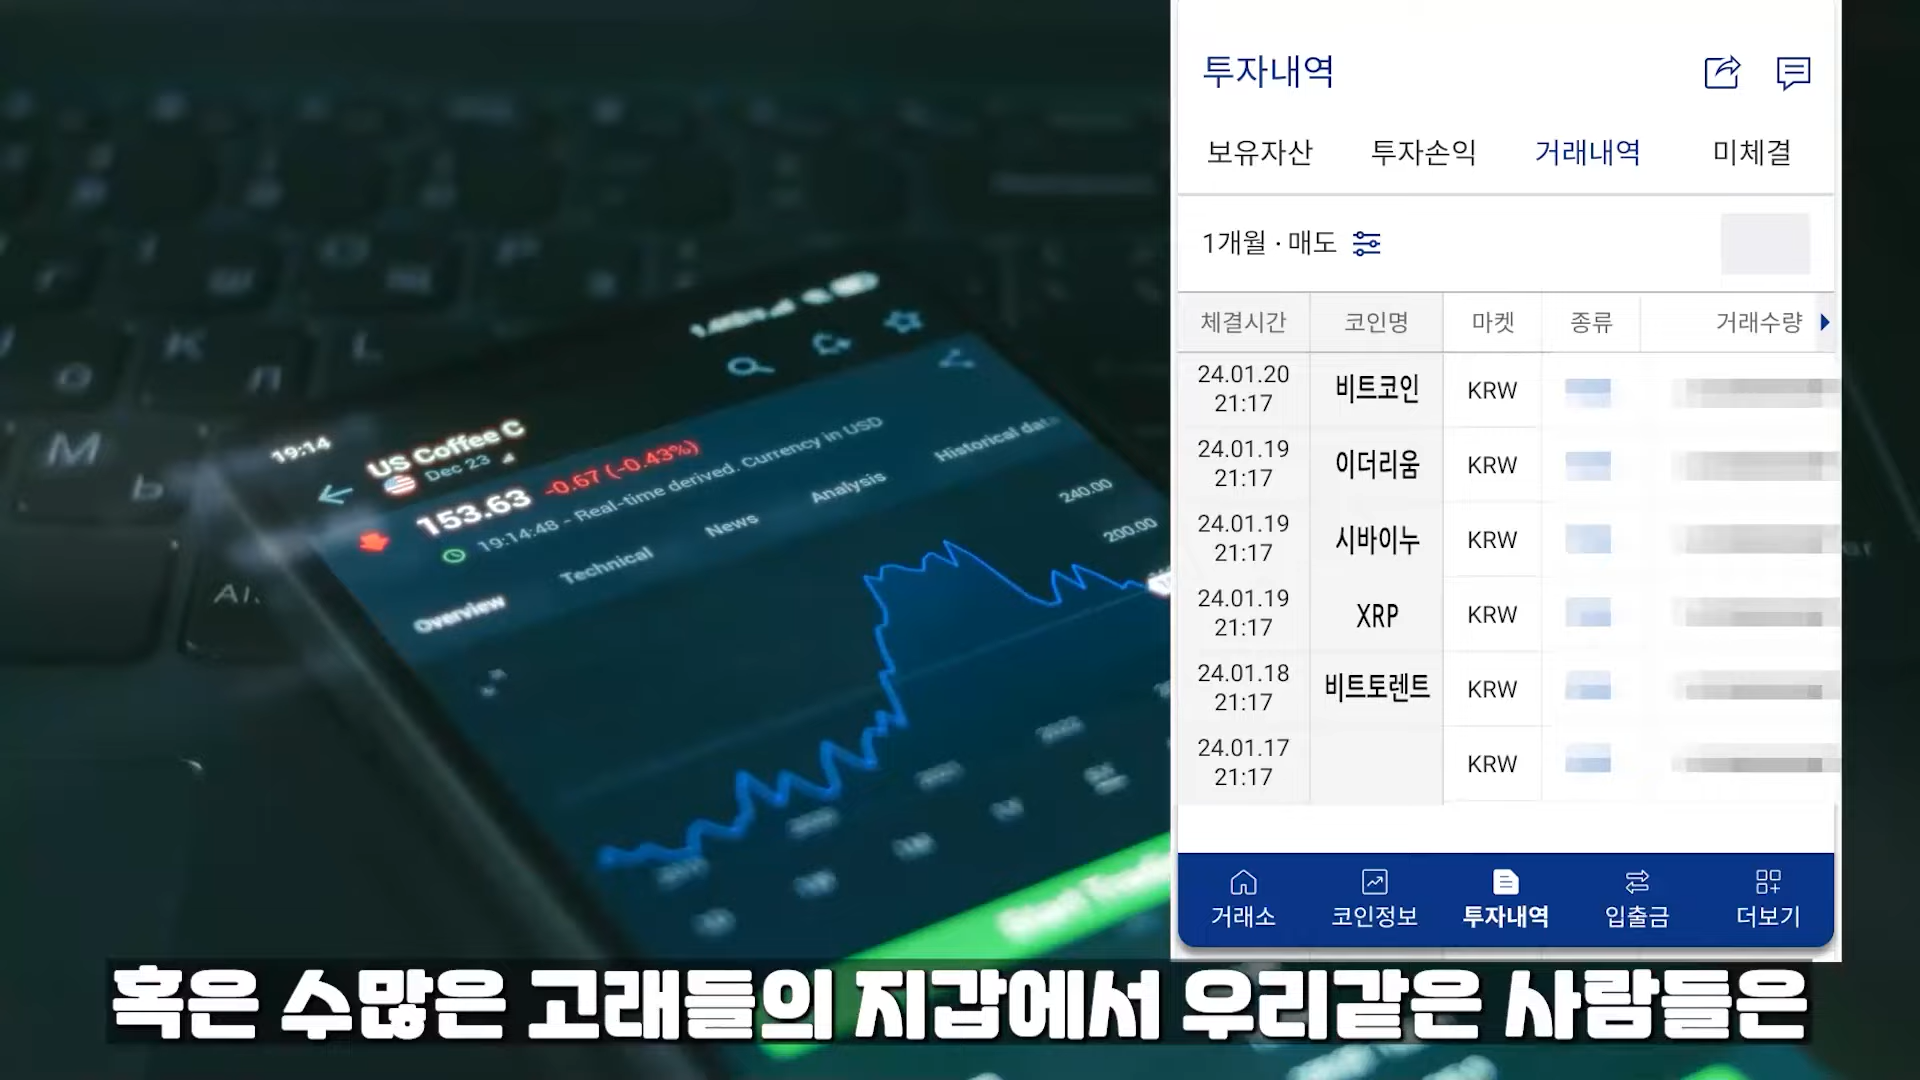 투자내역
보유자산 투자손익 거래내역 미체결
1개월 · 매도
체결시간 코인명 마켓 종류 거래수량
24.01.20 21:17 비트코인 KRW
24.01.19 21:17 이더리움 KRW
24.01.19 21:17 시바이누 KRW
24.01.19 21:17 XRP KRW
24.01.18 21:17 비트토렌트 KRW
24.01.17 21:17 KRW
거래소 코인정보 투자내역 입출금 더보기
19:14
US Coffee C
Dec 23
153.63 -0.67 (-0.43%)
19:14:48 - Real-time derived. Currency in USD
Overview Technical News Analysis Historical data
240.00
200.00
K L
M
혹은 수많은 고래들의 지갑에서 우리같은 사람들은